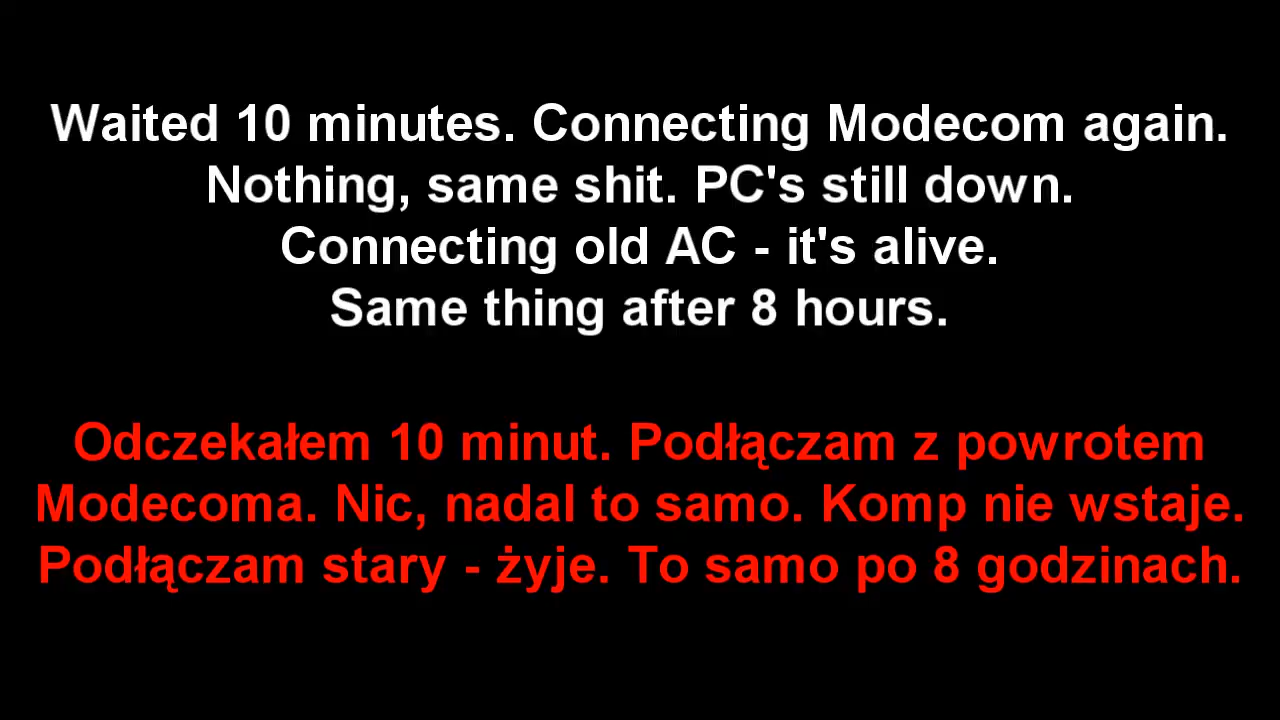 Waited 10 minutes. Connecting Modecom again.
Nothing, same shit. PC's still down.
Connecting old AC - it's alive.
Same thing after 8 hours.
Odczekałem 10 minut. Podłączam z powrotem
Modecoma. Nic, nadal to samo. Komp nie wstaje.
Podłączam stary - żyje. To samo po 8 godzinach.